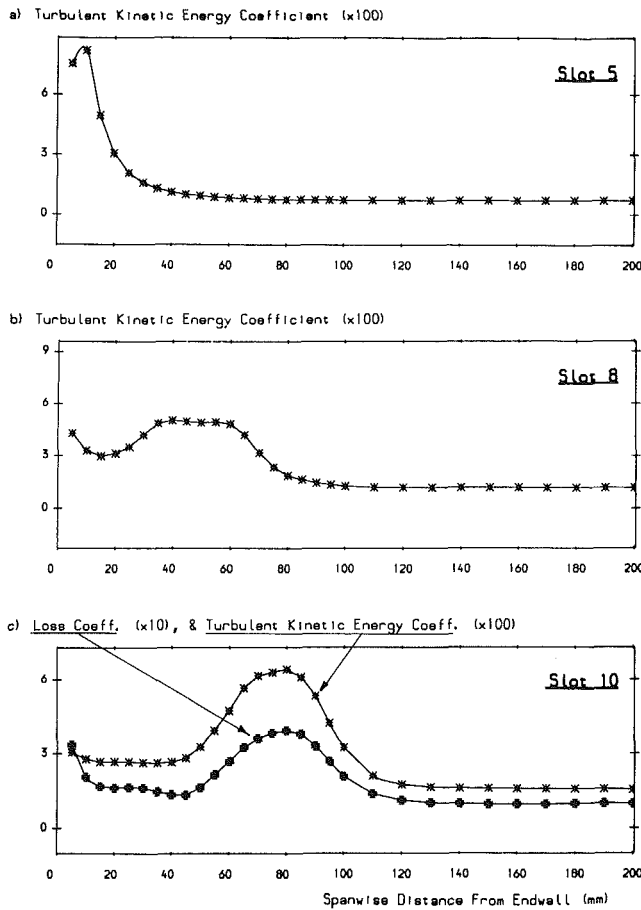 a) Turbulent Kinetic Energy Coefficient (x100)
Slot 5
6
3
0
0 20 40 60 80 100 120 140 160 180 200
b) Turbulent Kinetic Energy Coefficient (x100)
9
Slot 8
6
3
0
0 20 40 60 80 100 120 140 160 180 200
c) Loss Coeff. (x10), & Turbulent Kinetic Energy Coeff. (x100)
Slot 10
6
3
0
0 20 40 60 80 100 120 140 160 180 200
Spanwise Distance From Endwall (mm)